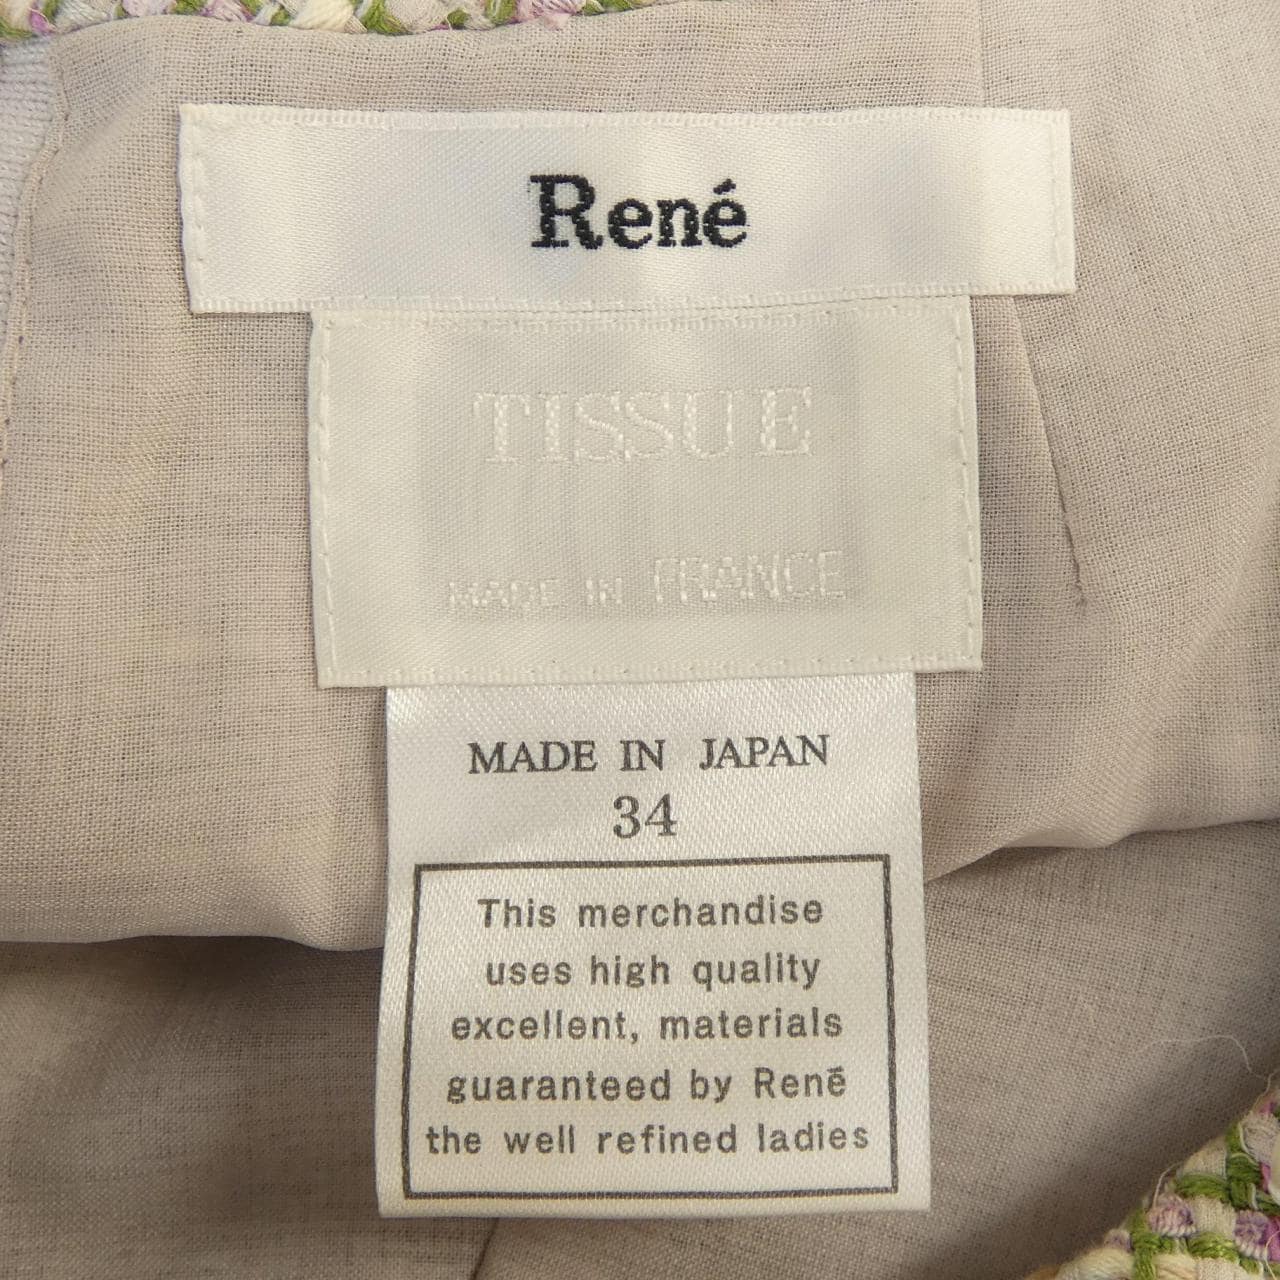 René
TISSUE
MADE IN FRANCE
MADE IN JAPAN
34
This merchandise
uses high quality
excellent, materials
guaranteed by René
the well refined ladies